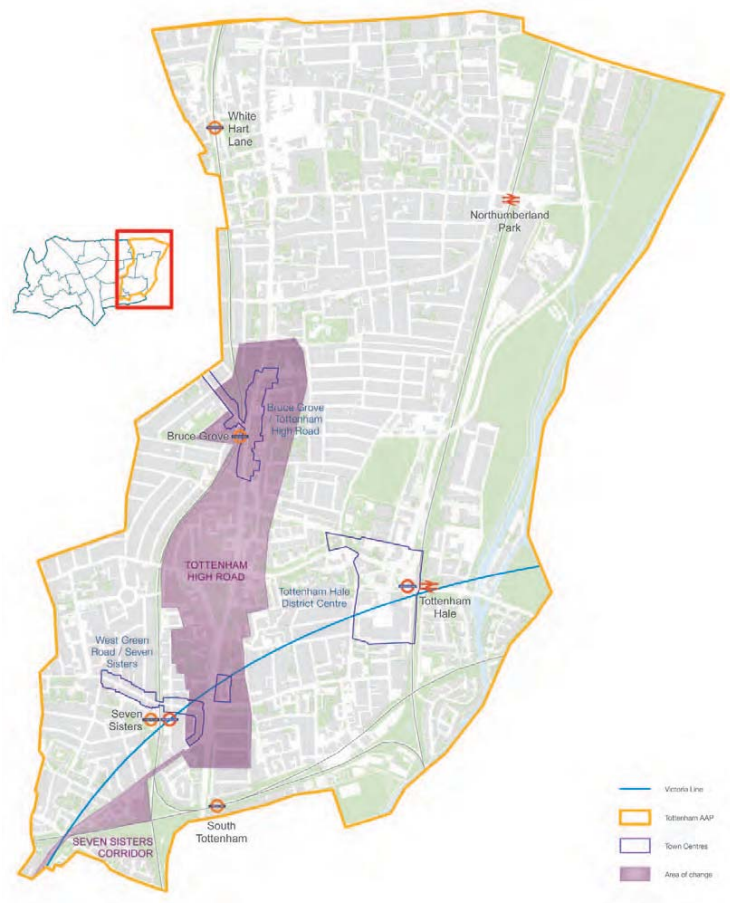 White
Hart
Lane
Northumberland
Park
Bruce Grove
/ Tottenham
High Road
Bruce Grove
TOTTENHAM
HIGH ROAD
Tottenham Hale
District Centre
Tottenham
Hale
West Green
Road / Seven
Sisters
Seven
Sisters
South
Tottenham
SEVEN SISTERS
CORRIDOR
Victoria Line
Tottenham AAP
Town Centres
Area of change